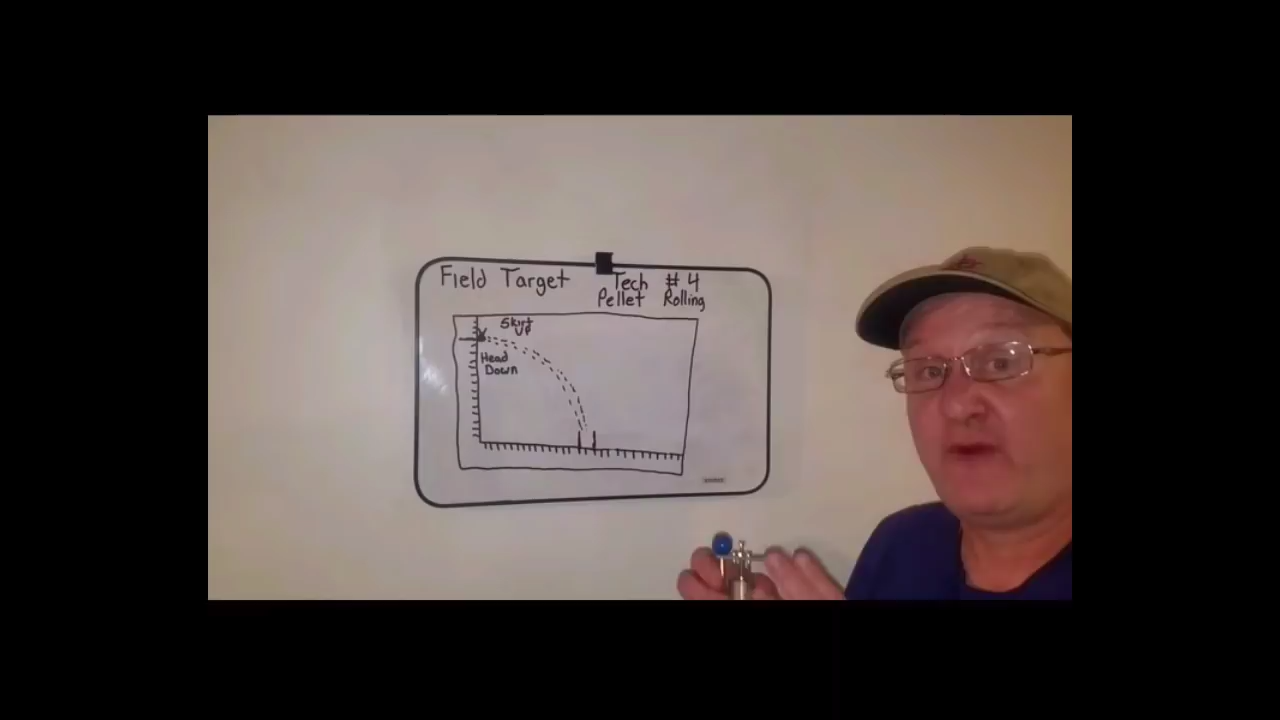 Field Target
Tech # 4
Pellet Rolling
Skirt
UP
Head
Down